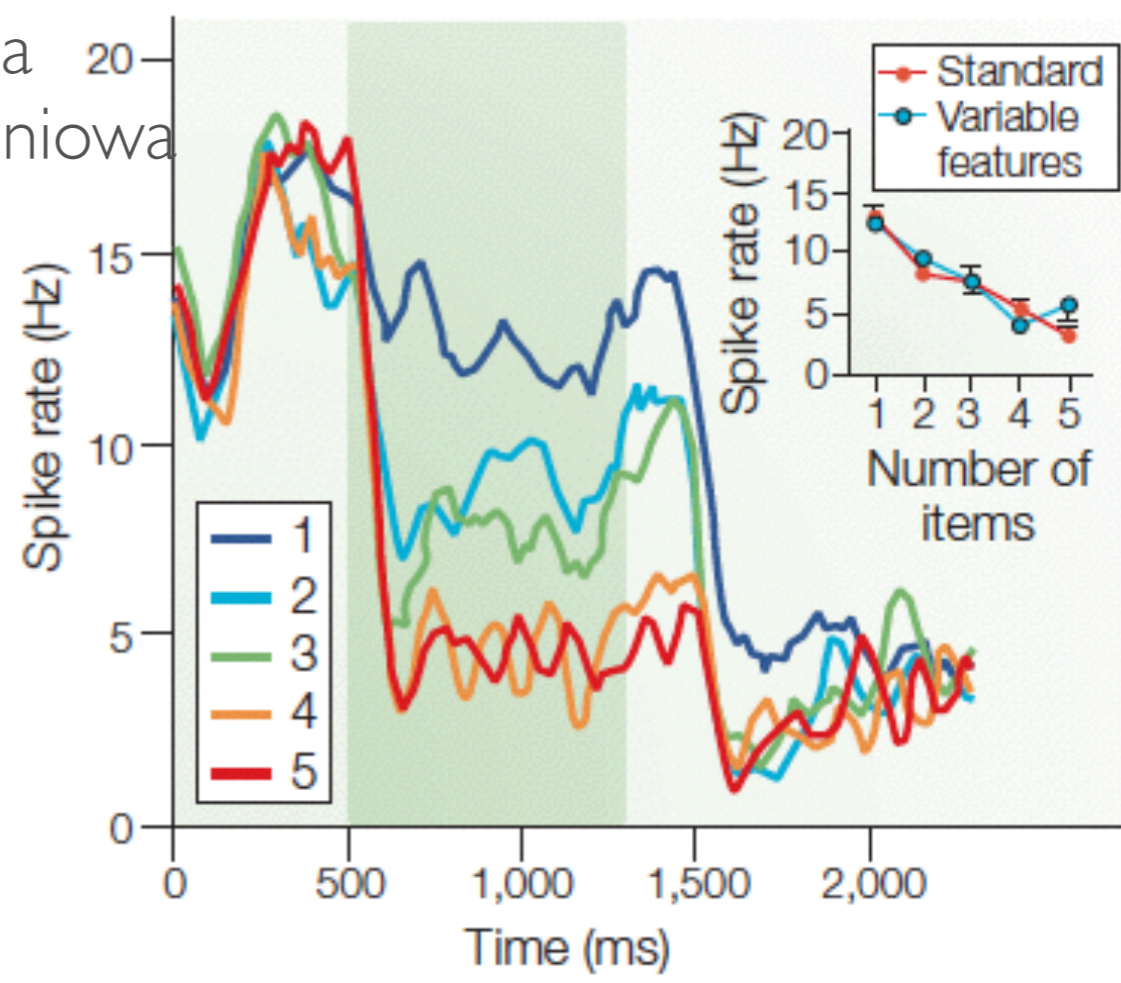 a
niowa
20
15
10
5
0
Spike rate (Hz)
1
2
3
4
5
0 500 1,000 1,500 2,000
Time (ms)
Standard
Variable
features
Spike rate (Hz)
20
15
10
5
0
1 2 3 4 5
Number of
items